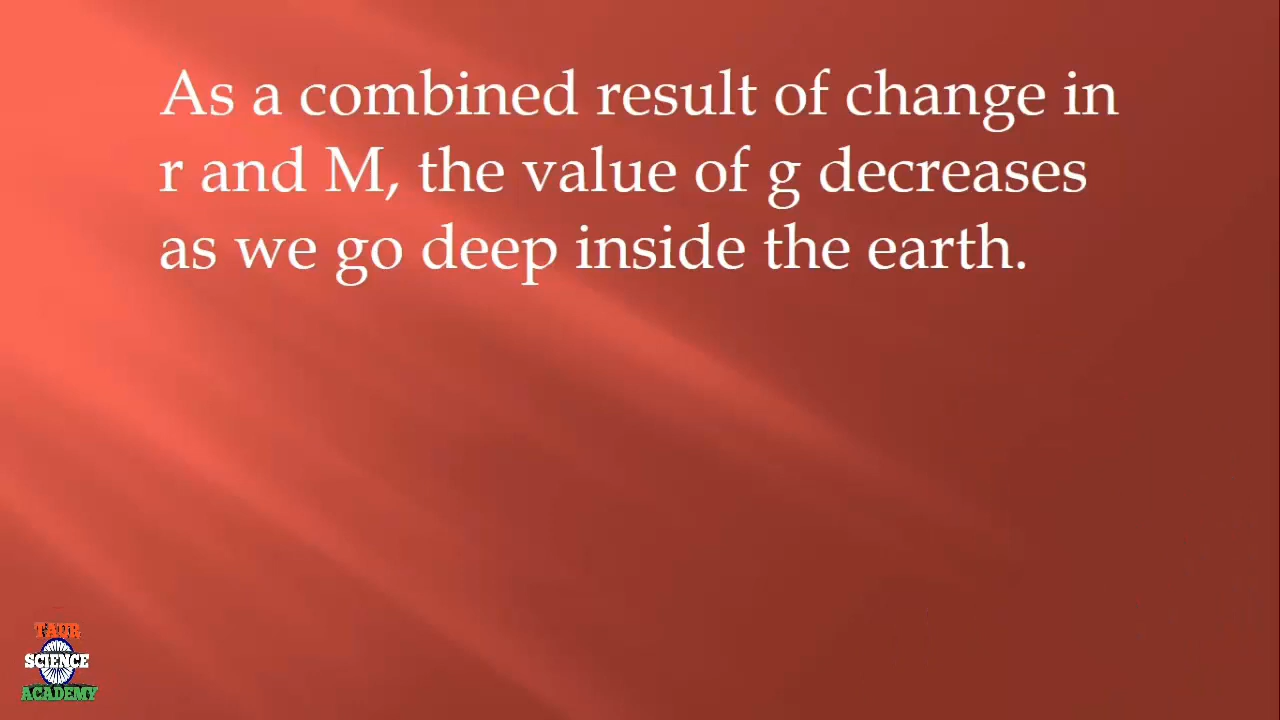 As a combined result of change in
r and M, the value of g decreases
as we go deep inside the earth.
TAUR
SCIENCE
ACADEMY